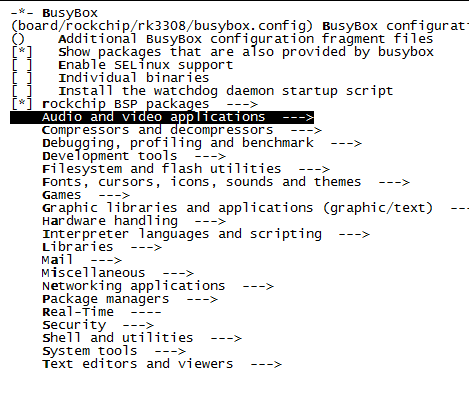 -*- BusyBox
(board/rockchip/rk3308/busybox.config) BusyBox configurat
()    Additional BusyBox configuration fragment files
[*]   Show packages that are also provided by busybox
[ ]   Enable SELinux support
[ ]   Individual binaries
[ ]   Install the watchdog daemon startup script
[*] rockchip BSP packages  --->
    Audio and video applications  --->
    Compressors and decompressors  --->
    Debugging, profiling and benchmark  --->
    Development tools  --->
    Filesystem and flash utilities  --->
    Fonts, cursors, icons, sounds and themes  --->
    Games  --->
    Graphic libraries and applications (graphic/text)  ---
    Hardware handling  --->
    Interpreter languages and scripting  --->
    Libraries  --->
    Mail  --->
    Miscellaneous  --->
    Networking applications  --->
    Package managers  --->
    Real-Time  ----
    Security  --->
    Shell and utilities  --->
    System tools  --->
    Text editors and viewers  --->